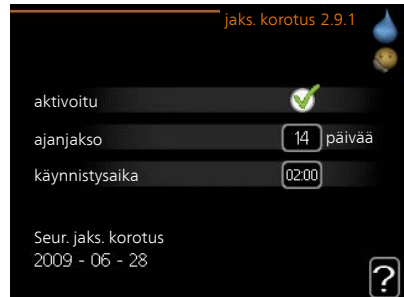 jaks. korotus 2.9.1
aktivoitu
ajanjakso 14 päivää
käynnistysaika 02:00
Seur. jaks. korotus
2009 - 06 - 28
?